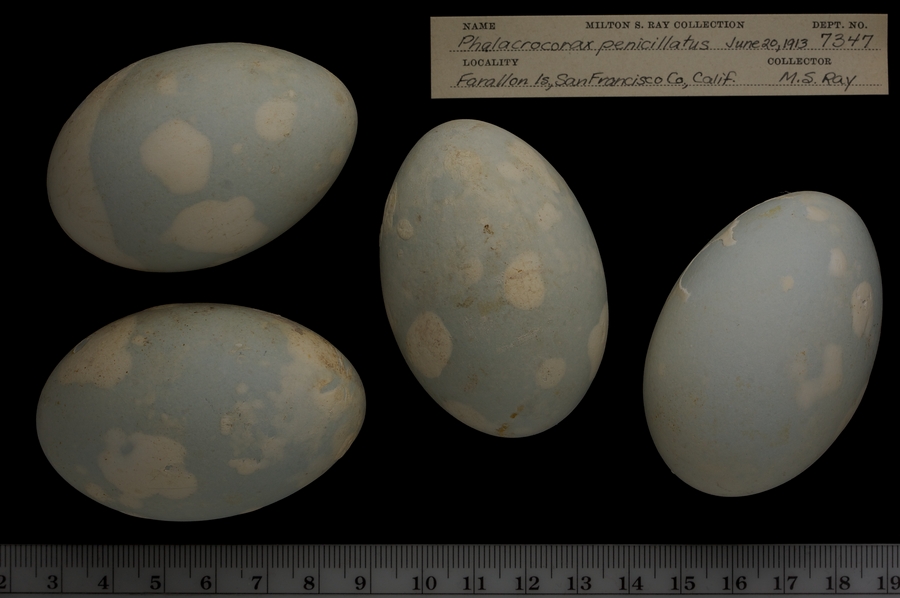 NAME MILTON S. RAY COLLECTION DEPT. NO.
Phalacrocorax penicillatus June 20, 1913 7347
LOCALITY COLLECTOR
Farallon Is., San Francisco Co., Calif. M.S. Ray
2 3 4 5 6 7 8 9 10 11 12 13 14 15 16 17 18 19